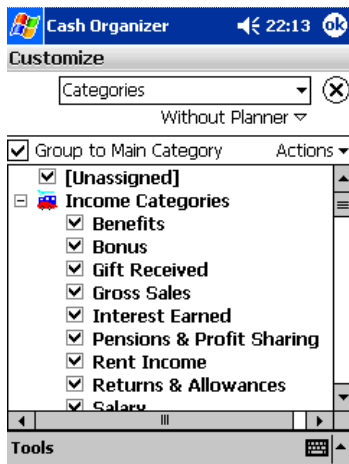 Cash Organizer 22:13 ok
Customize
Categories
Without Planner
Group to Main Category Actions
[Unassigned]
Income Categories
Benefits
Bonus
Gift Received
Gross Sales
Interest Earned
Pensions & Profit Sharing
Rent Income
Returns & Allowances
Salary
Tools